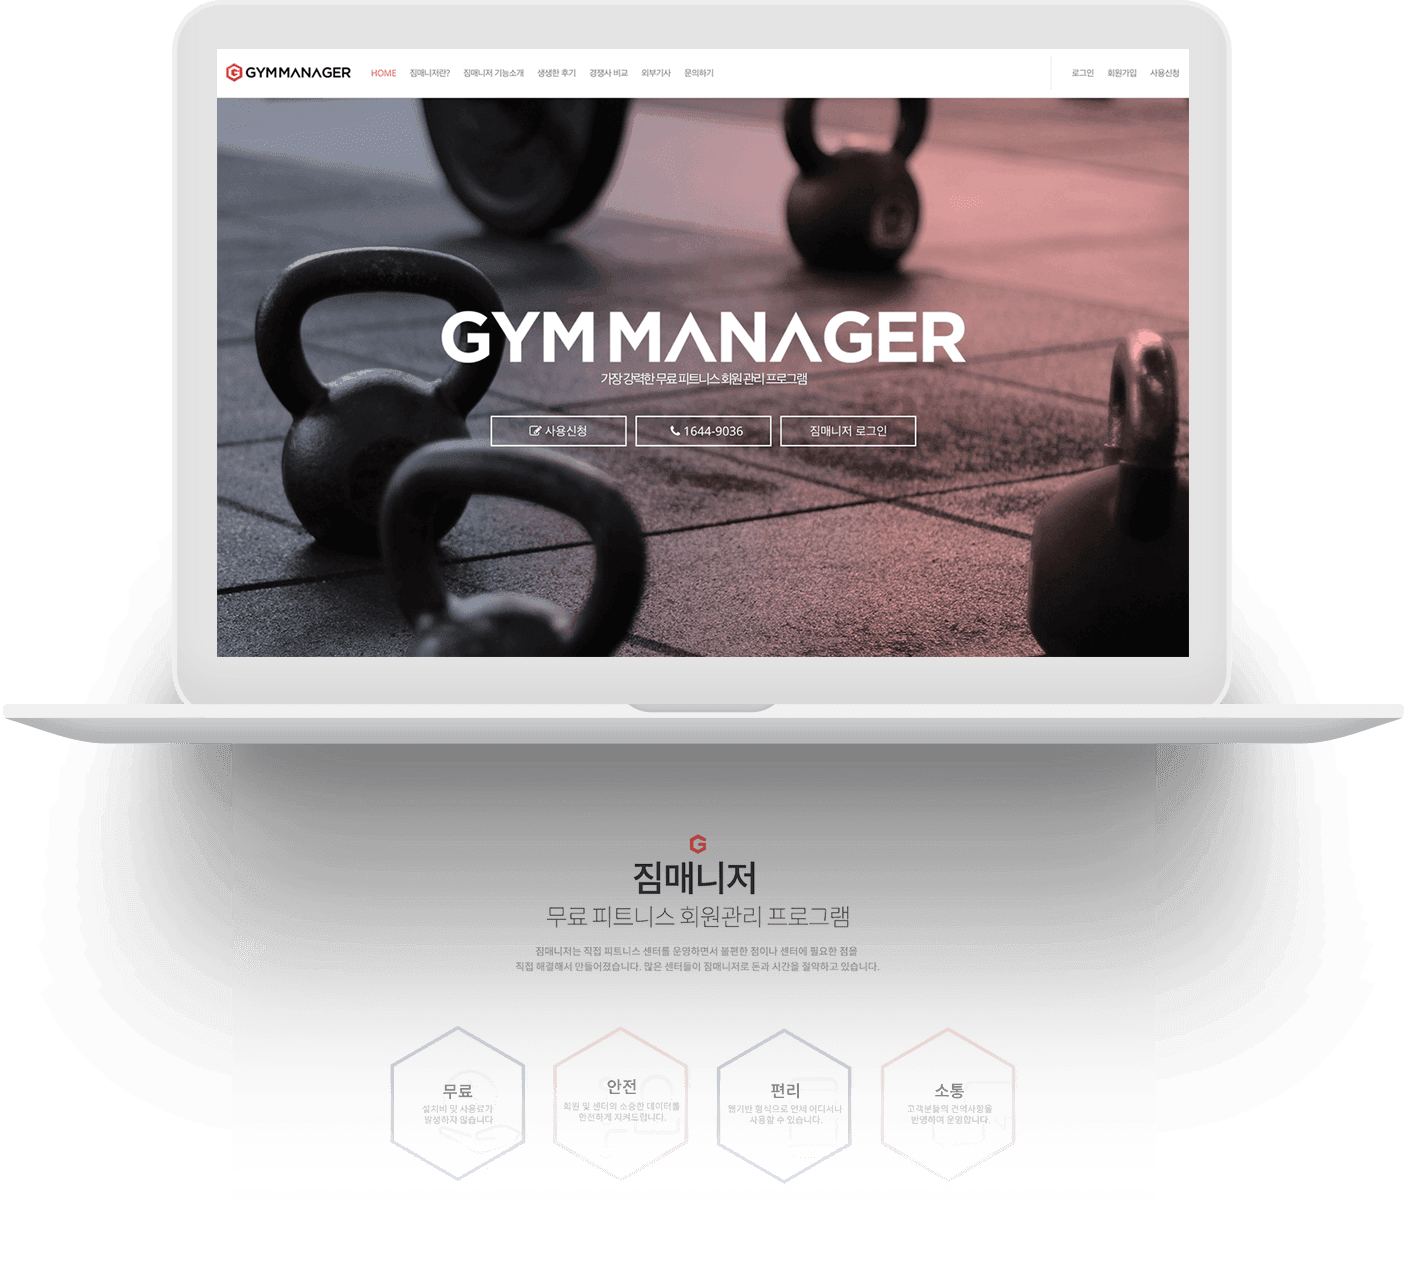 GYMMANAGER HOME 짐매니저란? 짐매니저 기능소개 생생한 후기 경쟁사 비교 외부기사 문의하기 로그인 회원가입 사용신청
GYM MANAGER
가장 강력한 무료 피트니스 회원 관리 프로그램
사용신청 1644-9036 짐매니저 로그인
G
짐매니저
무료 피트니스 회원관리 프로그램
짐매니저는 직접 피트니스 센터를 운영하면서 불편한 점이나 센터에 필요한 점을
직접 해결해서 만들어졌습니다. 많은 센터들이 짐매니저로 돈과 시간을 절약하고 있습니다.
무료
설치비 및 사용료가
발생하지 않습니다
안전
회원 및 센터의 소중한 데이터를
안전하게 지켜드립니다.
편리
웹기반 형식으로 언제 어디서나
사용할 수 있습니다.
소통
고객분들의 건의사항을
반영하여 운영합니다.